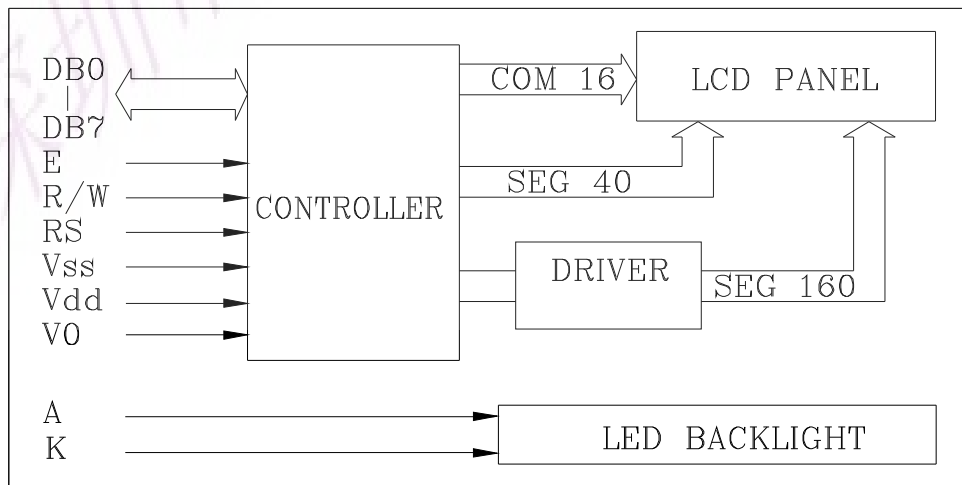 DB0
|
DB7
E
R/W
RS
Vss
Vdd
V0
A
K
CONTROLLER
COM 16
LCD PANEL
SEG 40
DRIVER
SEG 160
LED BACKLIGHT